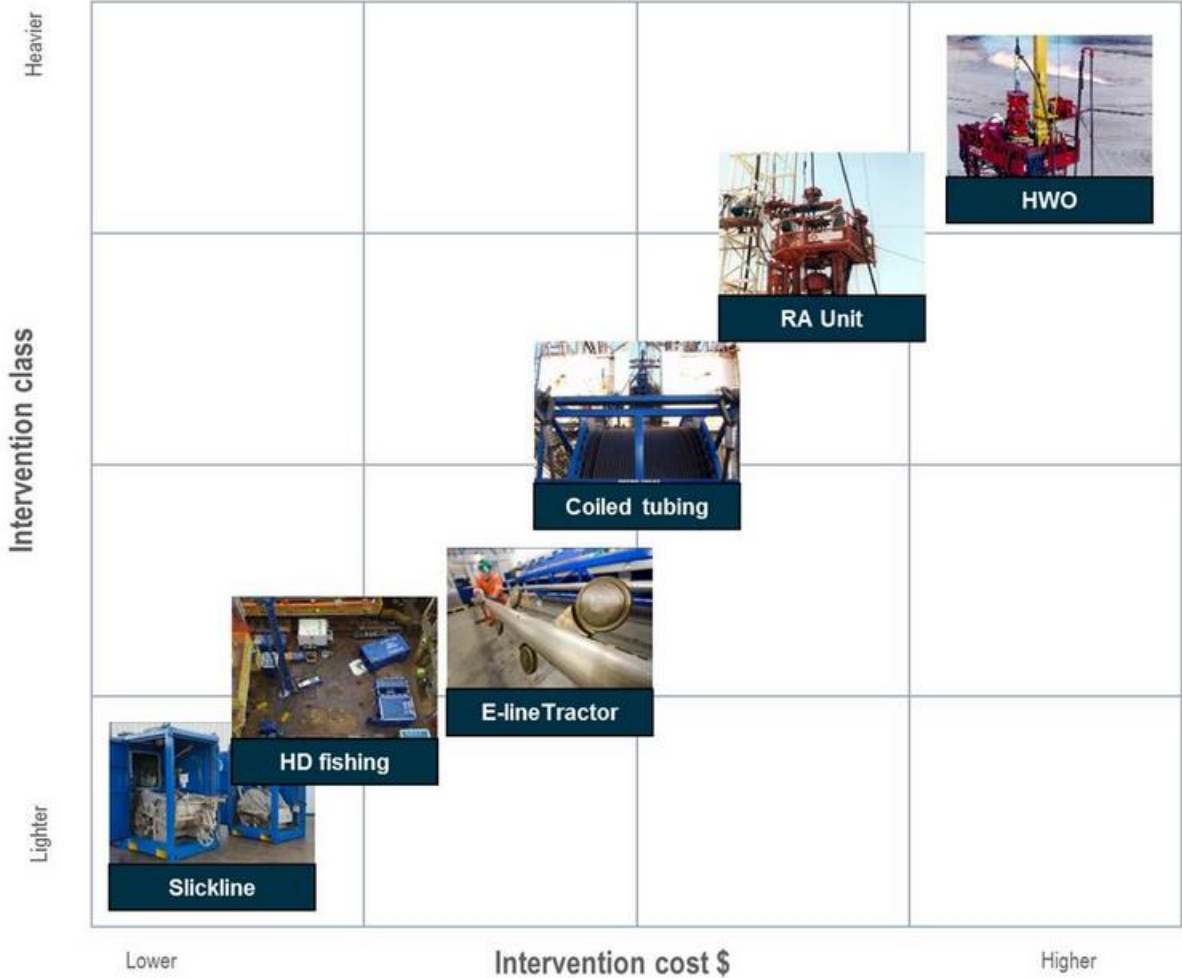 Heavier
HWO
RA Unit
Intervention class
Coiled tubing
E-lineTractor
HD fishing
Lighter
Slickline
Lower
Intervention cost $
Higher